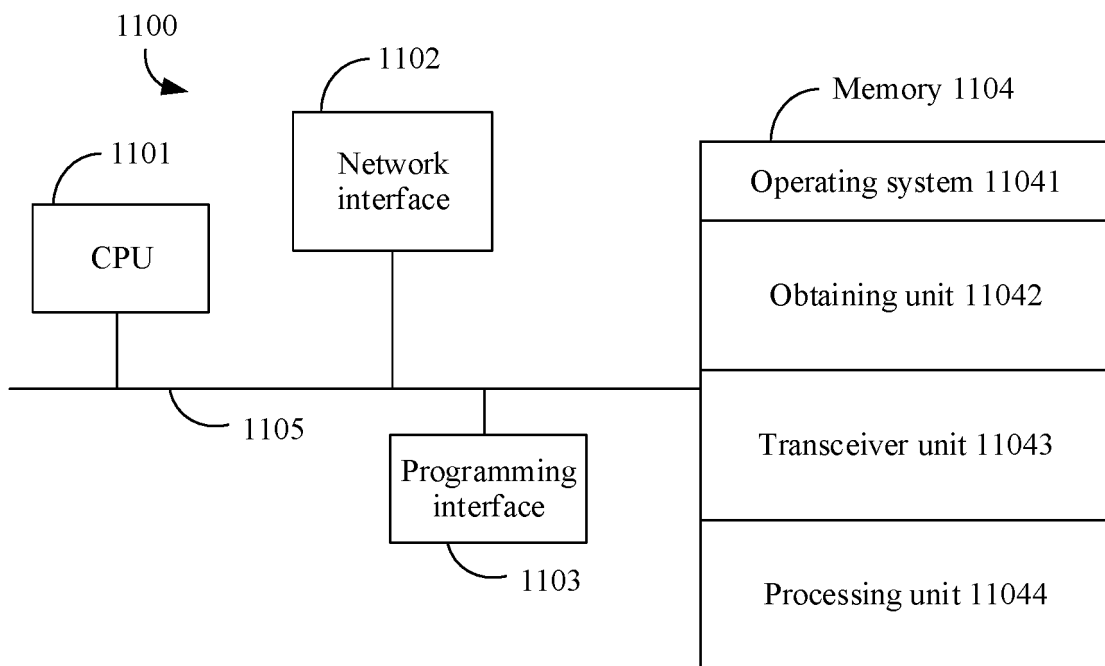 1100
1102
Memory 1104
1101
Network
interface
Operating system 11041
CPU
Obtaining unit 11042
1105
Programming
interface
Transceiver unit 11043
1103
Processing unit 11044